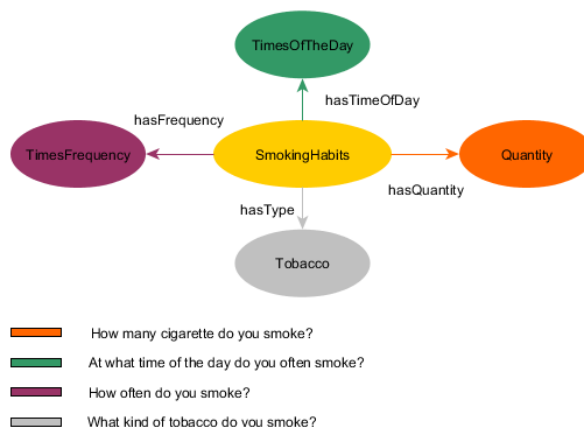 TimesOfTheDay
hasTimeOfDay
hasFrequency
TimesFrequency
SmokingHabits
Quantity
hasQuantity
hasType
Tobacco
How many cigarette do you smoke?
At what time of the day do you often smoke?
How often do you smoke?
What kind of tobacco do you smoke?